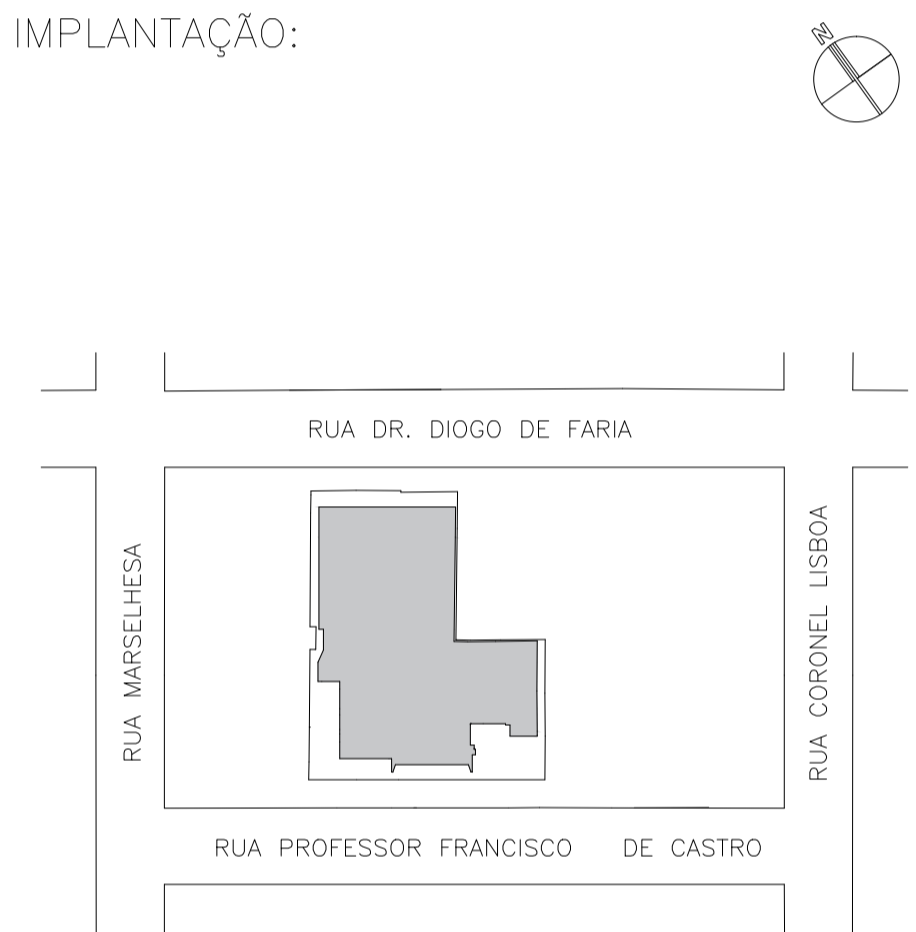 IMPLANTAÇÃO:
N
RUA DR. DIOGO DE FARIA
RUA MARSELHESA
RUA CORONEL LISBOA
RUA PROFESSOR FRANCISCO DE CASTRO